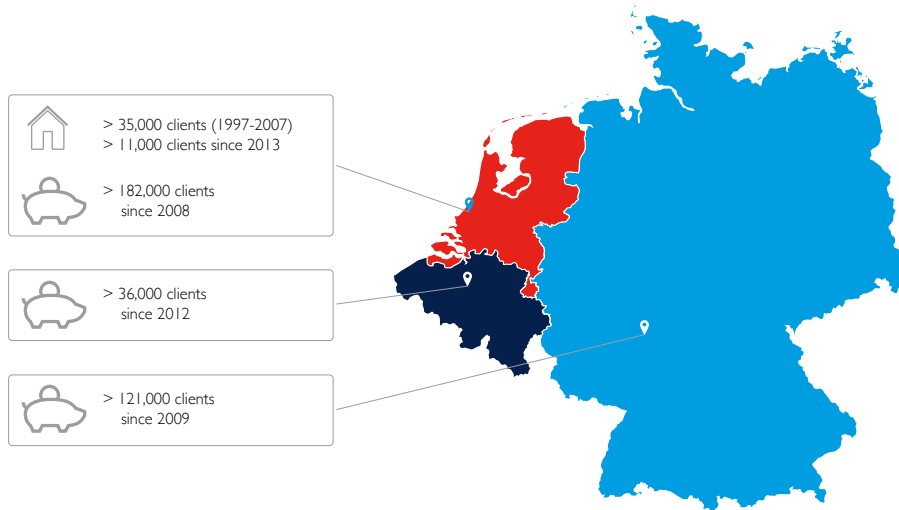 > 35,000 clients (1997-2007)
> 11,000 clients since 2013
> 182,000 clients
since 2008
> 36,000 clients
since 2012
> 121,000 clients
since 2009